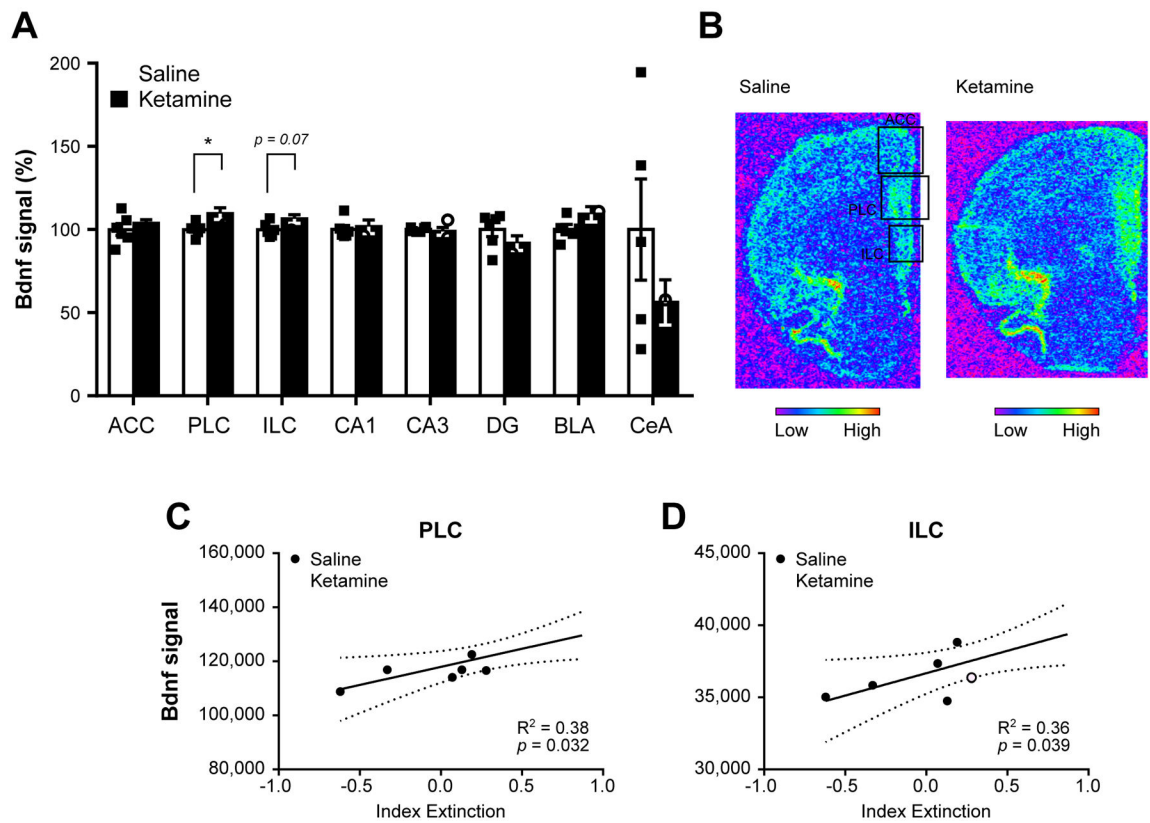 A
Bdnf signal (%)
200
150
100
50
0
Saline
Ketamine
*
p = 0.07
ACC PLC ILC CA1 CA3 DG BLA CeA
B
Saline Ketamine
ACC
PLC
ILC
Low High Low High
C
PLC
Bdnf signal
160,000
140,000
120,000
100,000
80,000
Saline
Ketamine
R² = 0.38
p = 0.032
-1.0 -0.5 0.0 0.5 1.0
Index Extinction
D
ILC
45,000
40,000
35,000
30,000
Saline
Ketamine
R² = 0.36
p = 0.039
-1.0 -0.5 0.0 0.5 1.0
Index Extinction